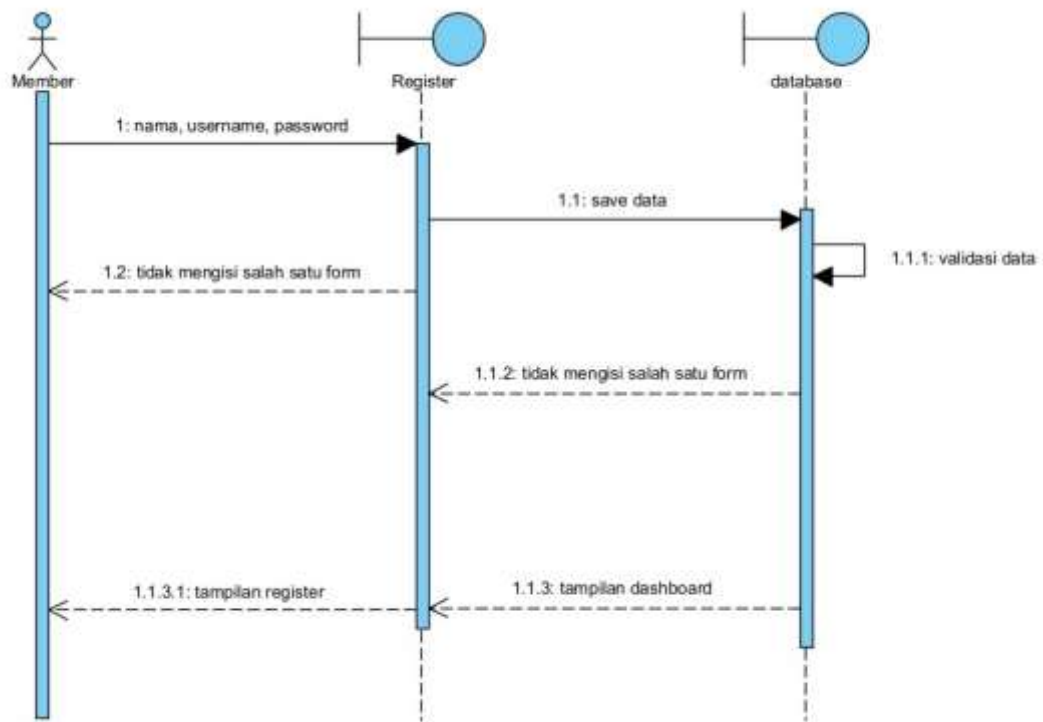 Member
Register
database
1: nama, username, password
1.1: save data
1.1.1: validasi data
1.2: tidak mengisi salah satu form
1.1.2: tidak mengisi salah satu form
1.1.3.1: tampilan register
1.1.3: tampilan dashboard